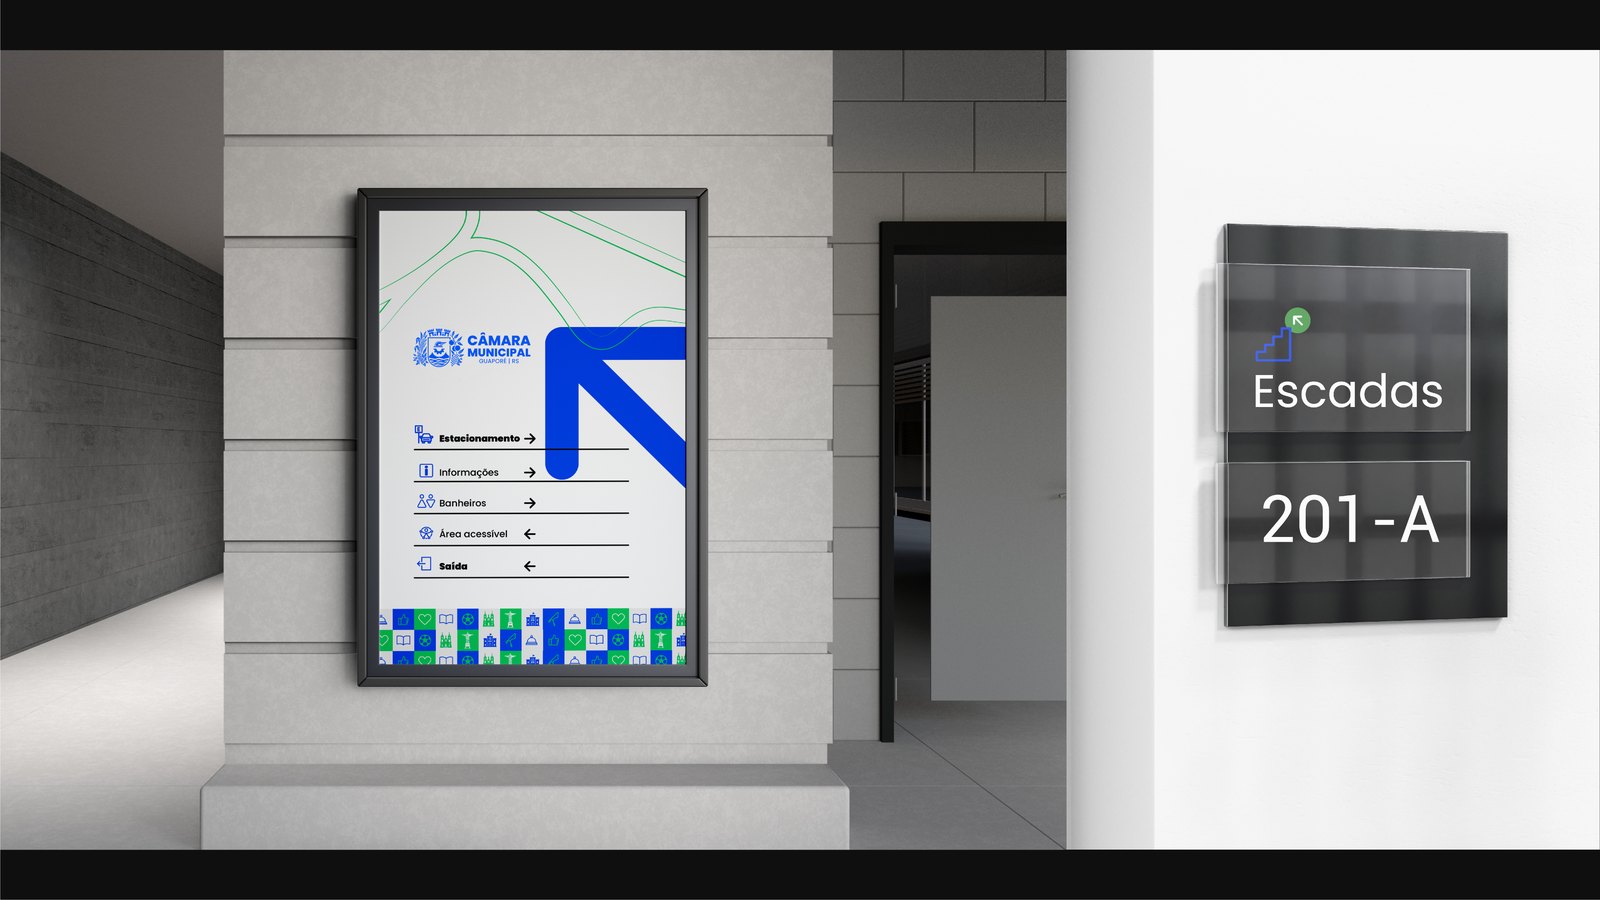 CÂMARA
MUNICIPAL
GUAPORÉ | RS
E
Estacionamento →
i
Informações →
Banheiros →
Área acessível ←
Saída ←
Escadas
201-A